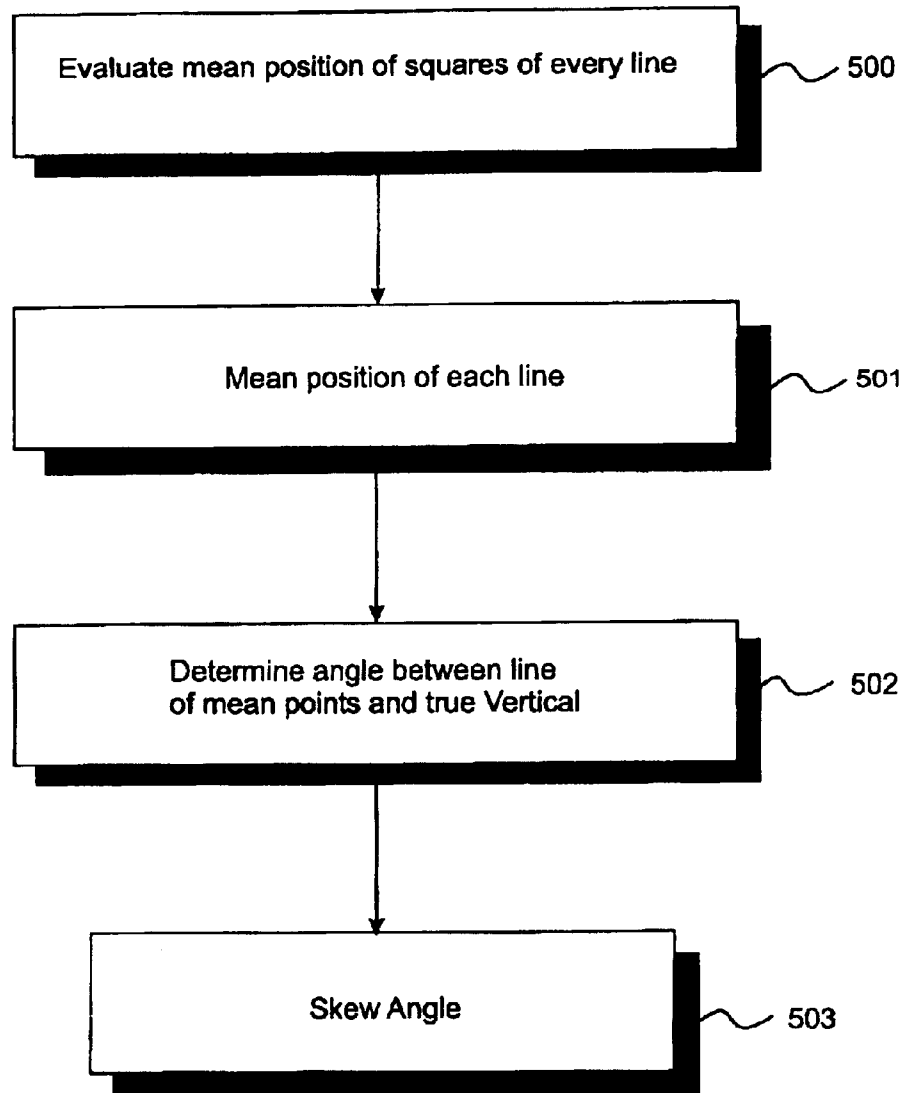 Evaluate mean position of squares of every line
500
Mean position of each line
501
Determine angle between line
of mean points and true Vertical
502
Skew Angle
503